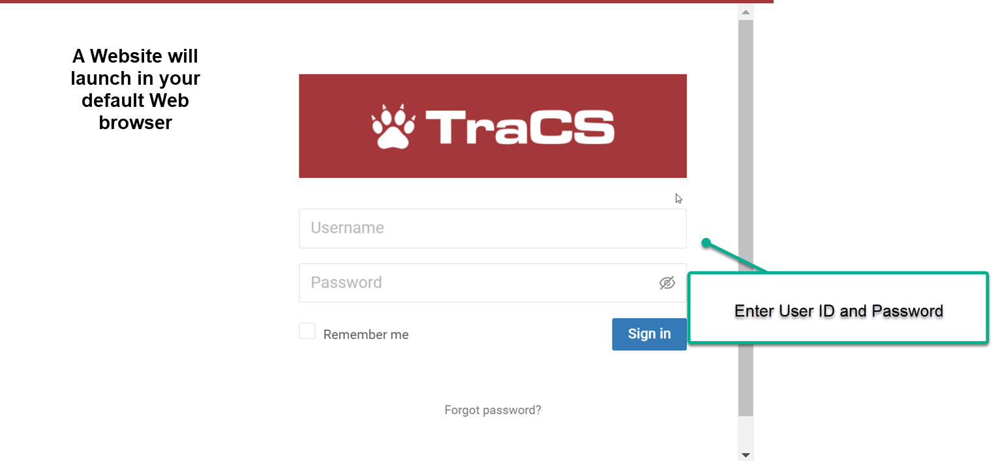 A Website will
launch in your
default Web
browser
TraCS
Username
Password
Enter User ID and Password
Remember me
Sign in
Forgot password?